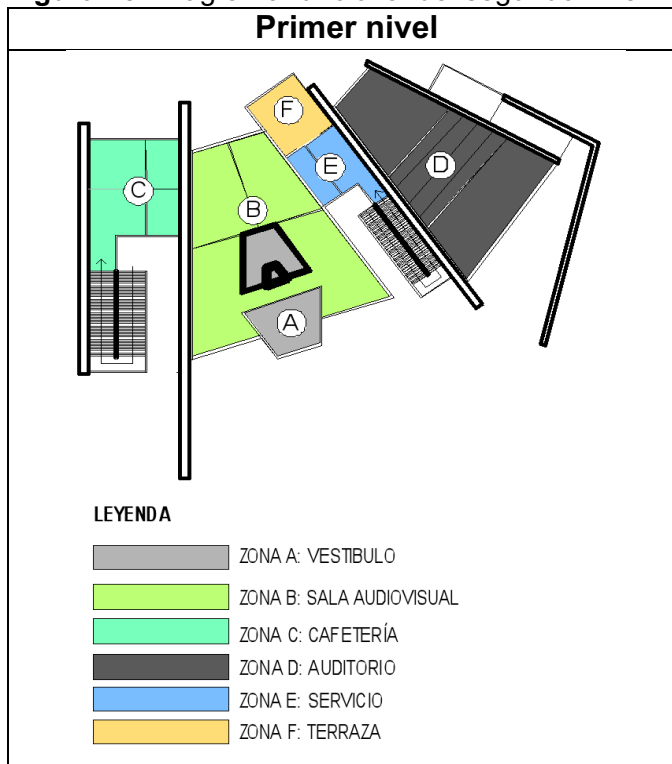 Primer nivel
F
E
D
C
B
A
LEYENDA
ZONA A: VESTIBULO
ZONA B: SALA AUDIOVISUAL
ZONA C: CAFETERÍA
ZONA D: AUDITORIO
ZONA E: SERVICIO
ZONA F: TERRAZA